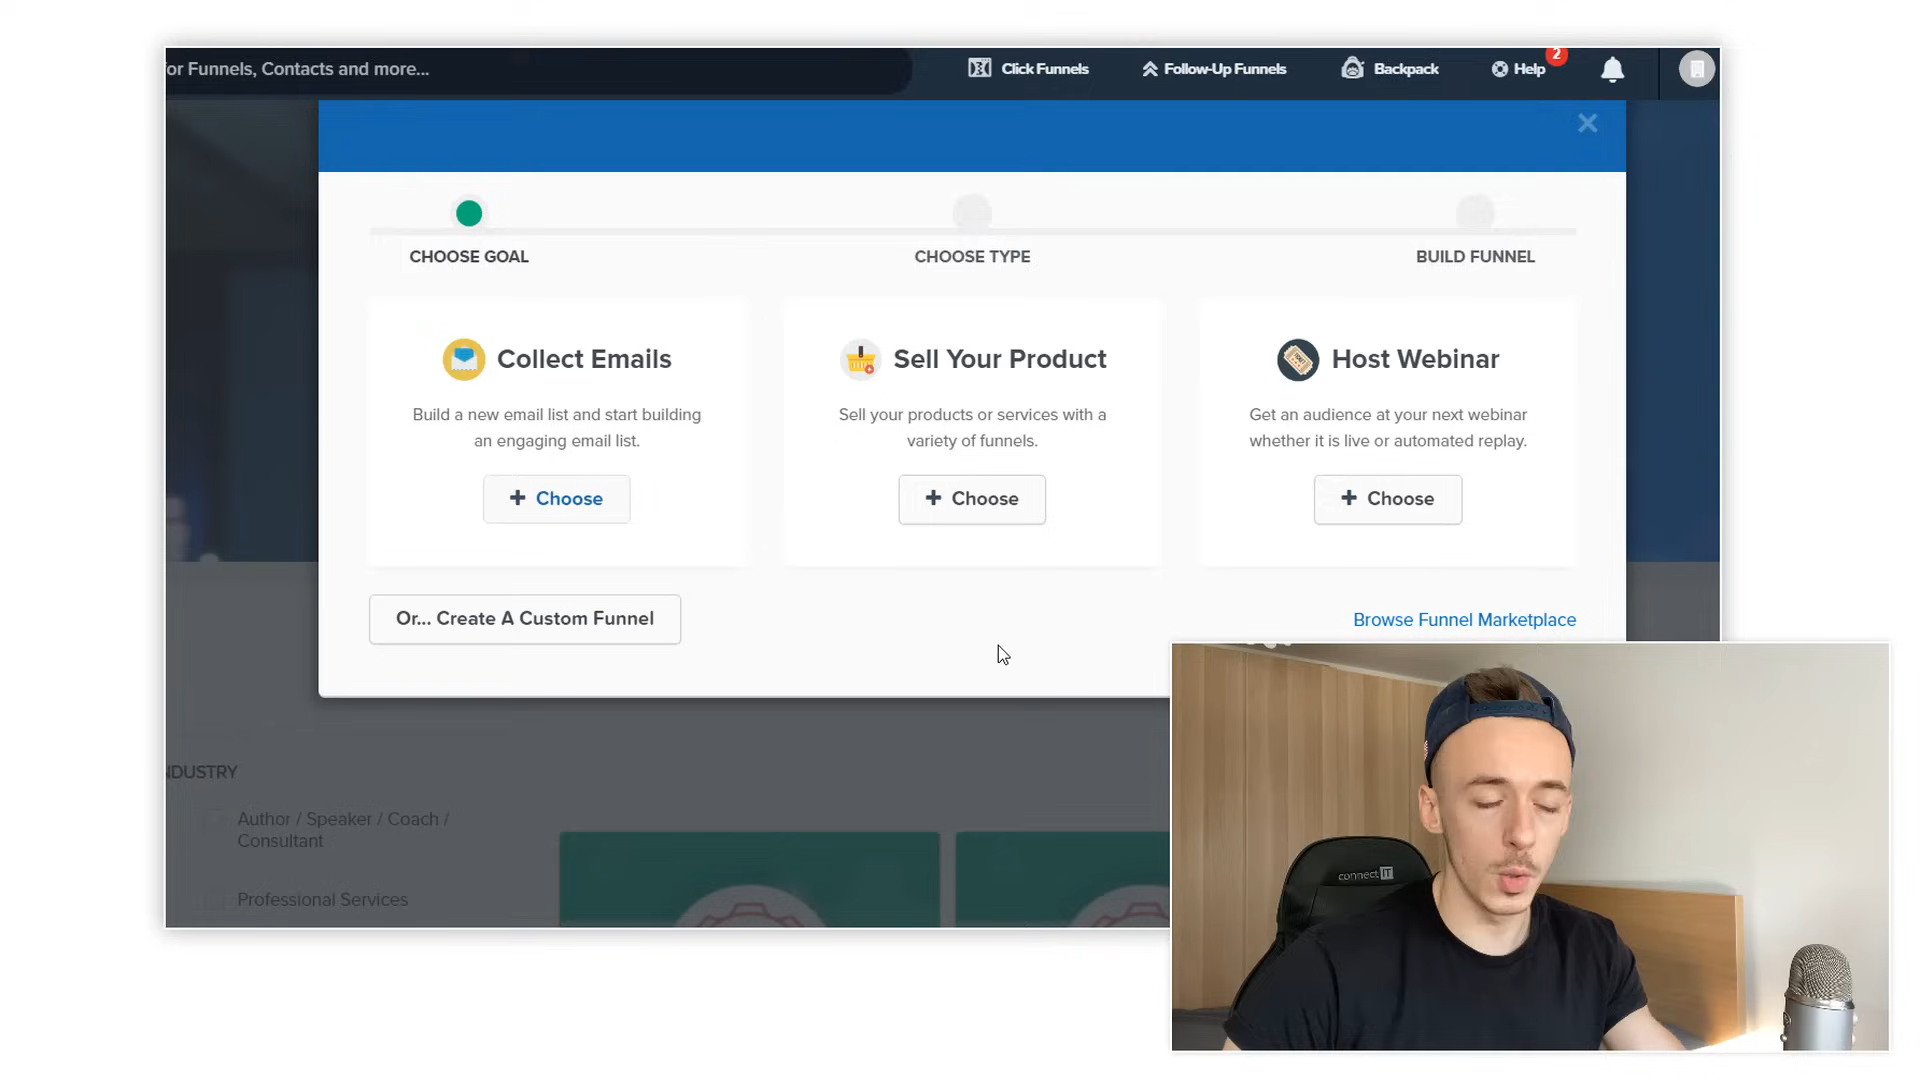 or Funnels, Contacts and more...
Click Funnels
Follow-Up Funnels
Backpack
Help
2
CHOOSE GOAL
CHOOSE TYPE
BUILD FUNNEL
Collect Emails
Build a new email list and start building
an engaging email list.
+ Choose
Sell Your Product
Sell your products or services with a
variety of funnels.
+ Choose
Host Webinar
Get an audience at your next webinar
whether it is live or automated replay.
+ Choose
Or... Create A Custom Funnel
Browse Funnel Marketplace
NDUSTRY
Author / Speaker / Coach /
Consultant
Professional Services
connect IT